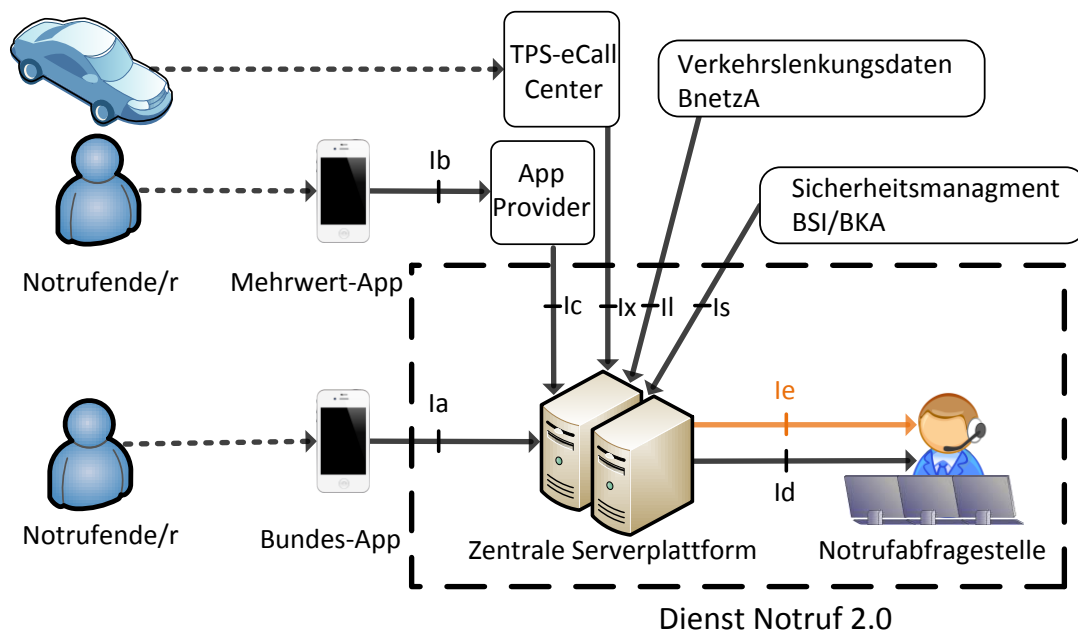 TPS-eCall
Center
Verkehrslenkungsdaten
BnetzA
Ib
App
Provider
Sicherheitsmanagment
BSI/BKA
Notrufende/r
Mehrwert-App
Ic
Ix
Il
Is
Ia
Ie
Id
Notrufende/r
Bundes-App
Zentrale Serverplattform
Notrufabfragestelle
Dienst Notruf 2.0